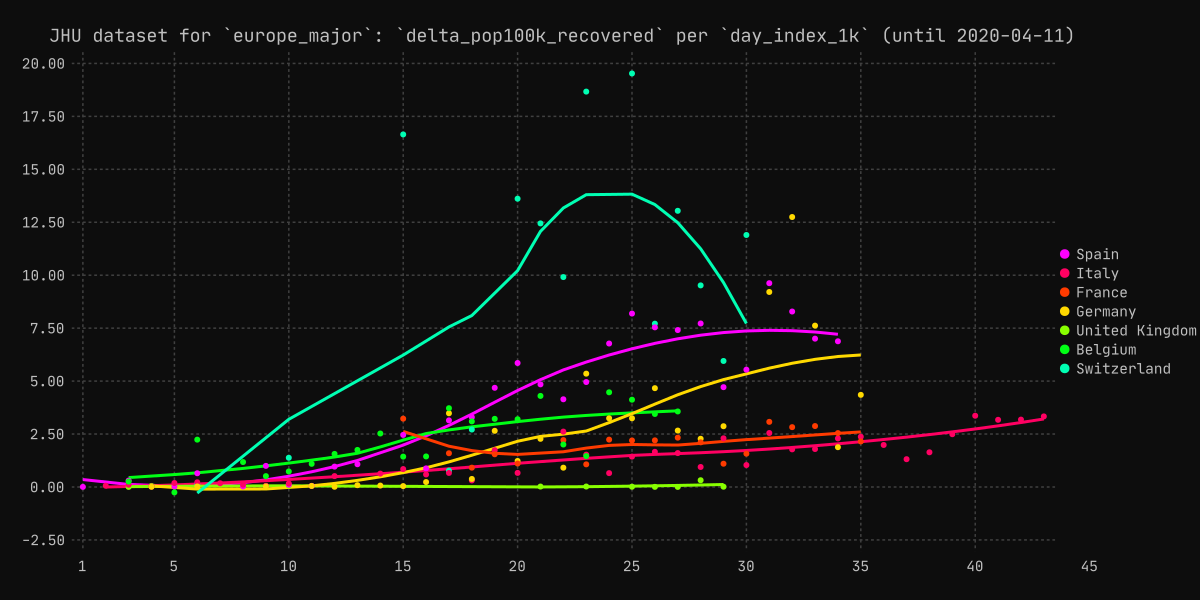 JHU dataset for `europe_major`: `delta_pop100k_recovered` per `day_index_1k` (until 2020-04-11)
20.00
17.50
15.00
12.50
10.00
7.50
5.00
2.50
0.00
−2.50
1 5 10 15 20 25 30 35 40 45
Spain
Italy
France
Germany
United Kingdom
Belgium
Switzerland